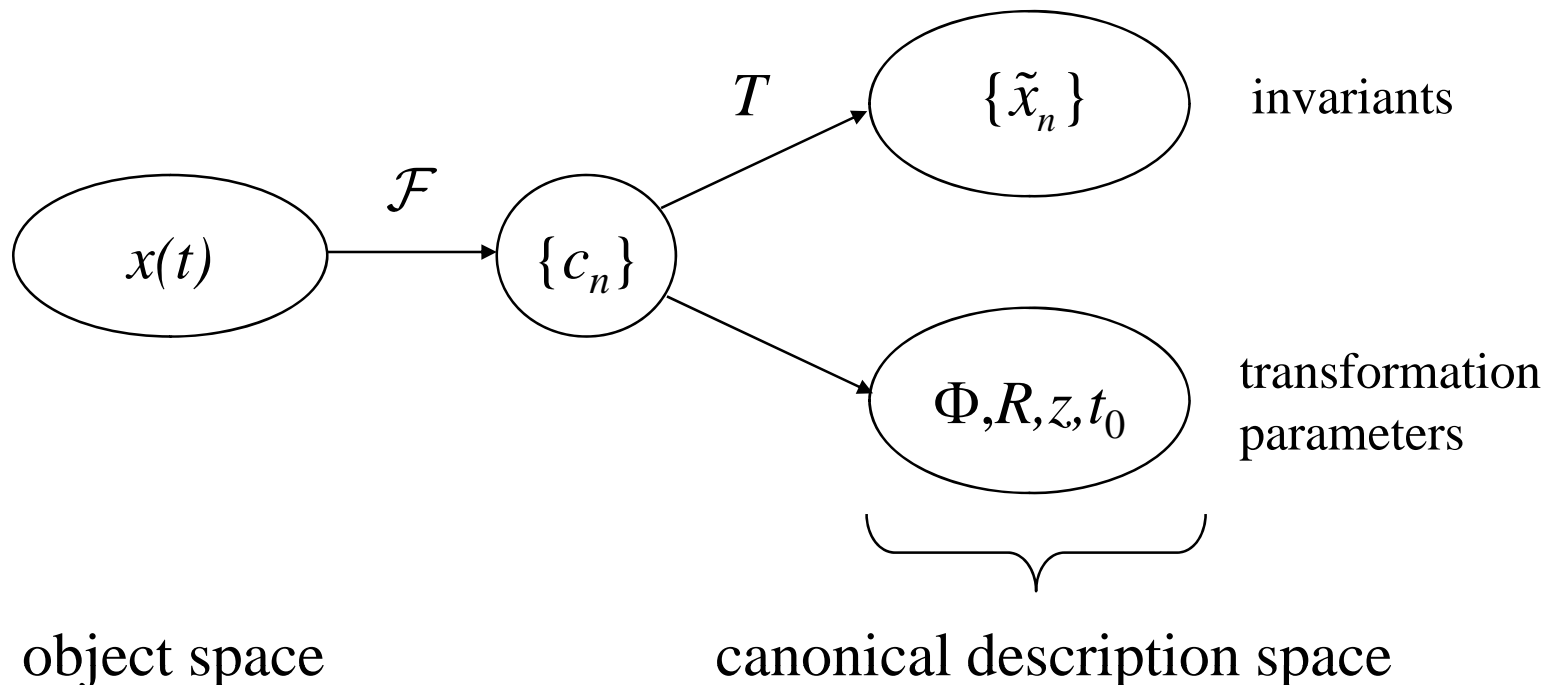 T
{x̃ₙ}
invariants
ℱ
x(t)
{cₙ}
Φ,R,z,t₀
transformation
parameters
object space
canonical description space